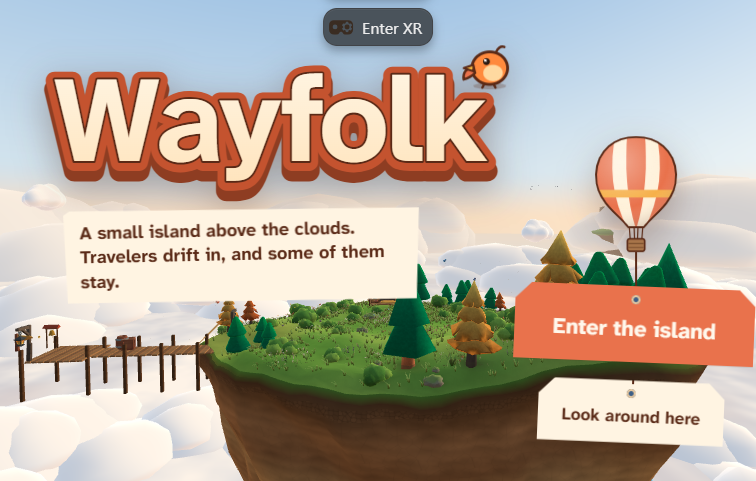 Enter XR
Wayfolk
A small island above the clouds.
Travelers drift in, and some of them
stay.
Enter the island
Look around here